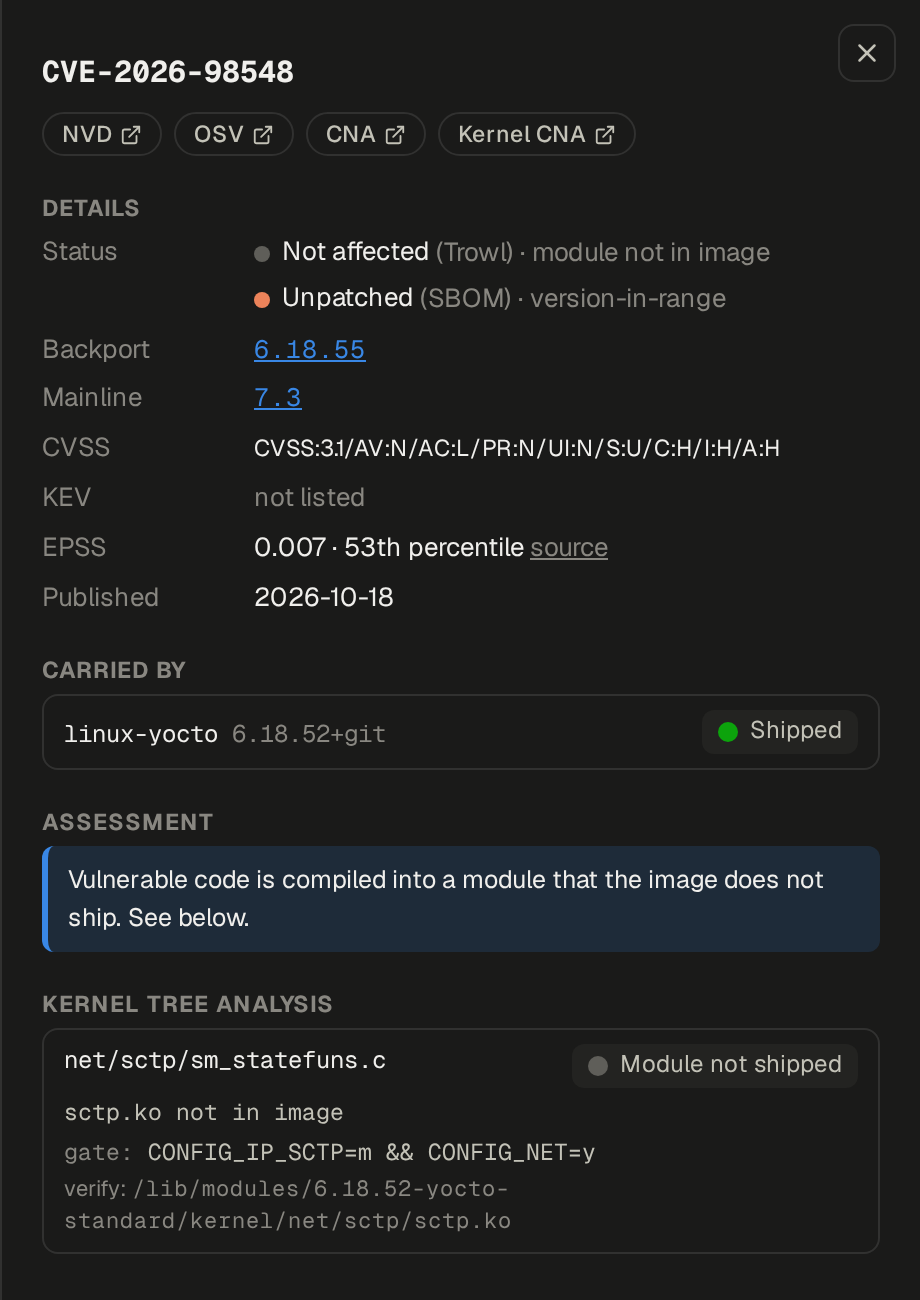 CVE-2026-98548
NVD OSV CNA Kernel CNA
DETAILS
Status Not affected (Trowl) · module not in image
Unpatched (SBOM) · version-in-range
Backport 6.18.55
Mainline 7.3
CVSS CVSS:3.1/AV:N/AC:L/PR:N/UI:N/S:U/C:H/I:H/A:H
KEV not listed
EPSS 0.007 · 53th percentile source
Published 2026-10-18
CARRIED BY
linux-yocto 6.18.52+git Shipped
ASSESSMENT
Vulnerable code is compiled into a module that the image does not
ship. See below.
KERNEL TREE ANALYSIS
net/sctp/sm_statefuns.c Module not shipped
sctp.ko not in image
gate: CONFIG_IP_SCTP=m && CONFIG_NET=y
verify: /lib/modules/6.18.52-yocto-
standard/kernel/net/sctp/sctp.ko